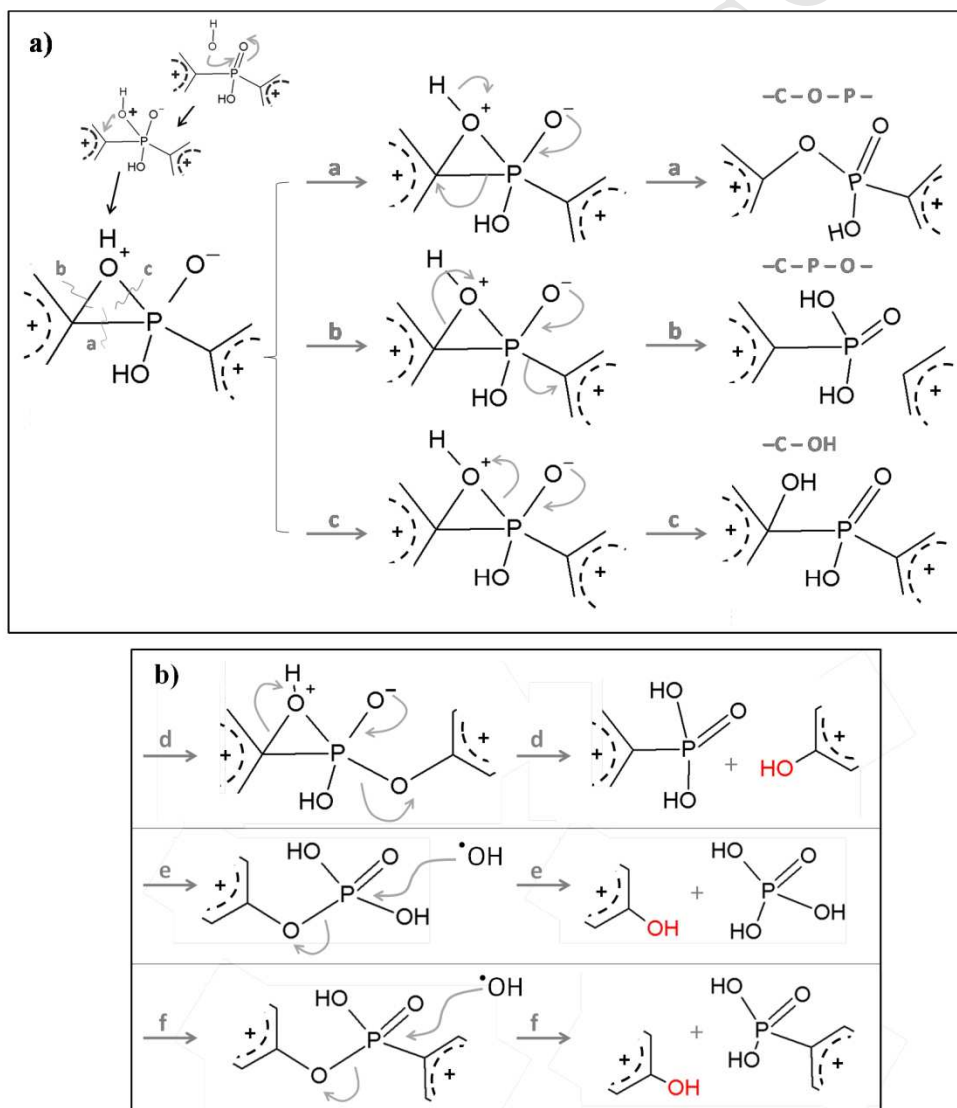 a)
H
O
O
P
HO
+
+
H
O
+
O−
P
HO
+
+
H
O
+
O−
b
c
a
P
HO
+
+
a
H
O
+
O−
P
HO
+
+
a
–C – O – P –
O
O
P
HO
+
+
b
H
O
+
O−
P
HO
+
+
b
–C – P – O –
HO
O
P
HO
+
+
c
H
O
+
O−
P
HO
+
+
c
–C – OH
OH
O
P
HO
+
+
b)
d
H
O
+
O−
P
HO
O
+
+
d
HO
O
P
OH
+
+
HO
+
e
HO
O
P
OH
O
+
•OH
e
+
OH
+
HO
O
P
OH
HO
f
HO
O
P
O
+
+
•OH
f
+
OH
+
HO
O
P
HO
+